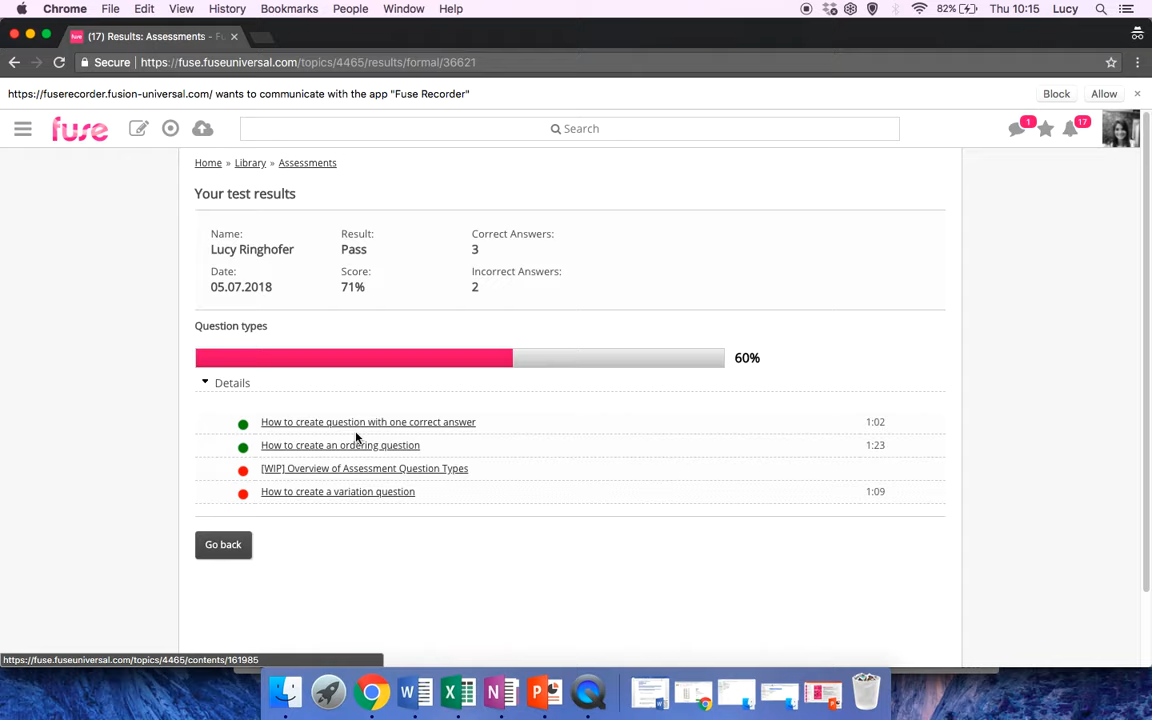 Chrome File Edit View History Bookmarks People Window Help 82% Thu 10:15 Lucy
fuse (17) Results: Assessments - Fu
Secure https://fuse.fuseuniversal.com/topics/4465/results/formal/36621
https://fuserecorder.fusion-universal.com/ wants to communicate with the app "Fuse Recorder" Block Allow
fuse Search 1 17
Home » Library » Assessments
Your test results
Name: Result: Correct Answers:
Lucy Ringhofer Pass 3
Date: Score: Incorrect Answers:
05.07.2018 71% 2
Question types
60%
Details
How to create question with one correct answer 1:02
How to create an ordering question 1:23
[WIP] Overview of Assessment Question Types
How to create a variation question 1:09
Go back
https://fuse.fuseuniversal.com/topics/4465/contents/161985